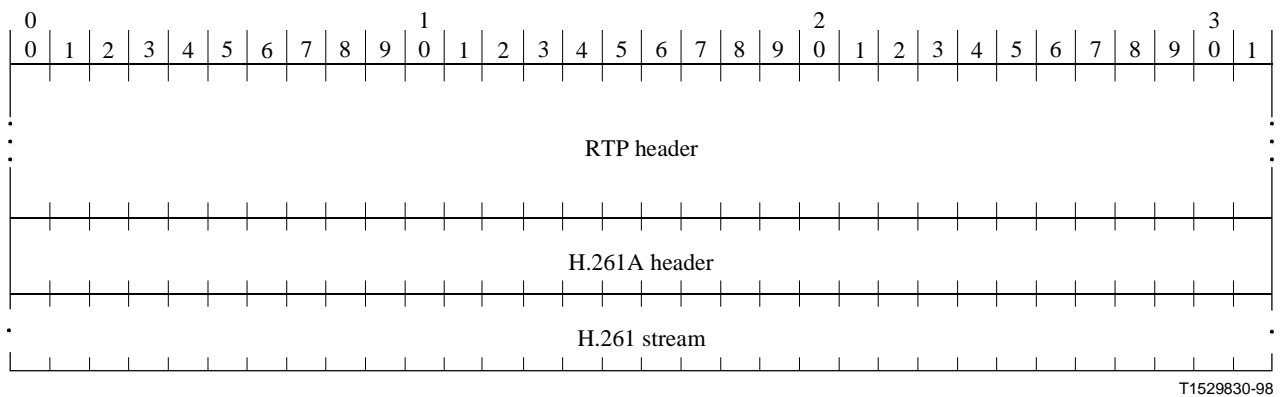 0 1 2 3
0 1 2 3 4 5 6 7 8 9 0 1 2 3 4 5 6 7 8 9 0 1 2 3 4 5 6 7 8 9 0 1
RTP header
H.261A header
H.261 stream
T1529830-98